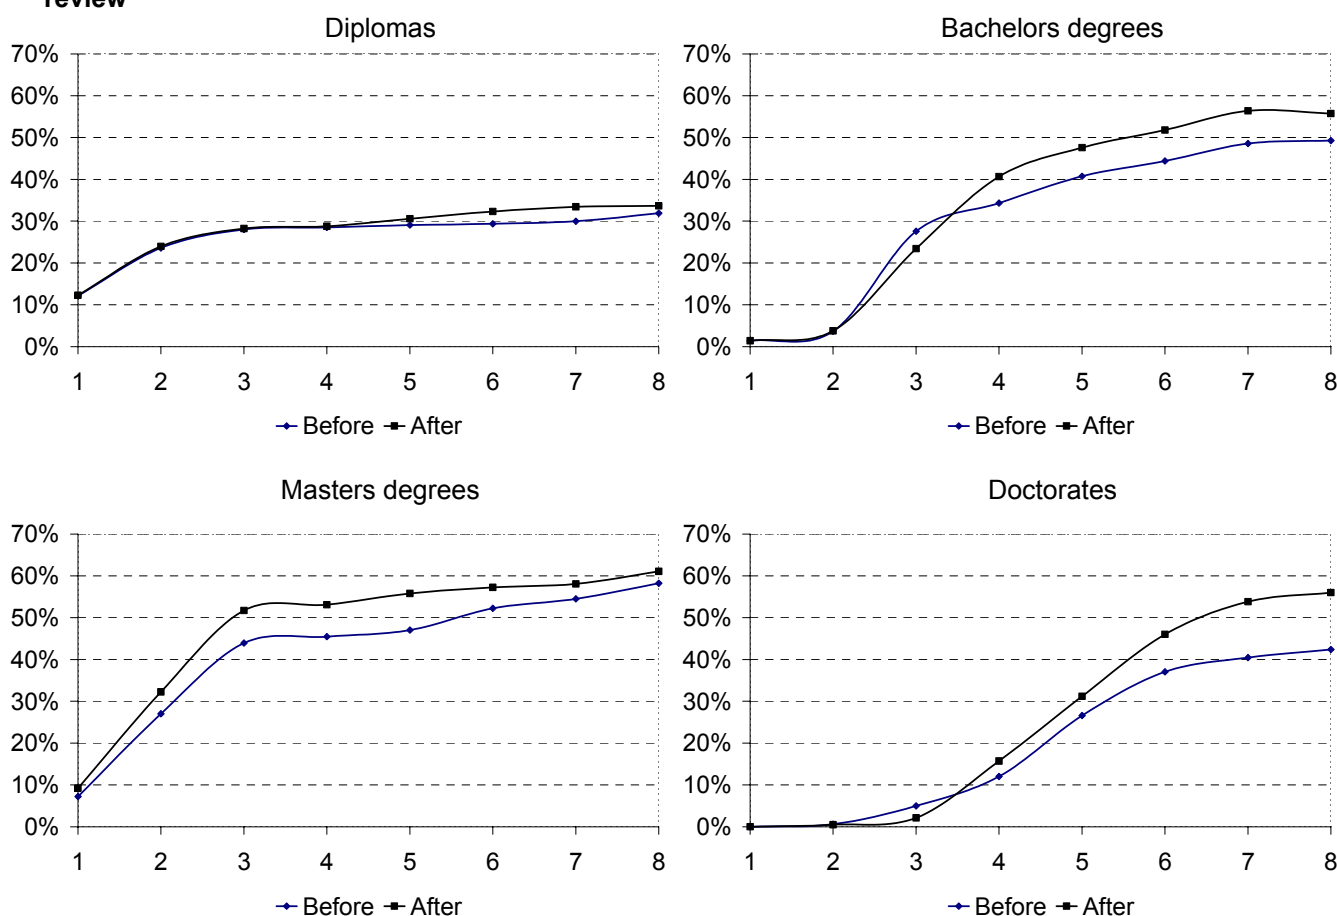 review
Diplomas
70%
60%
50%
40%
30%
20%
10%
0%
1 2 3 4 5 6 7 8
Before After
Bachelors degrees
70%
60%
50%
40%
30%
20%
10%
0%
1 2 3 4 5 6 7 8
Before After
Masters degrees
70%
60%
50%
40%
30%
20%
10%
0%
1 2 3 4 5 6 7 8
Before After
Doctorates
70%
60%
50%
40%
30%
20%
10%
0%
1 2 3 4 5 6 7 8
Before After